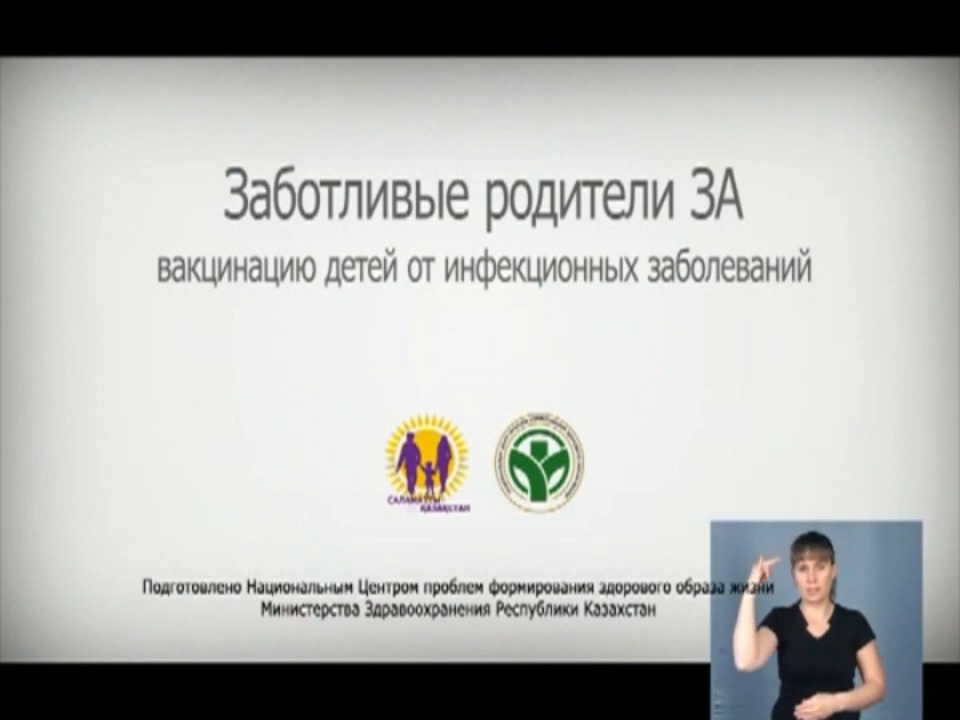 Заботливые родители ЗА
вакцинацию детей от инфекционных заболеваний
САЛАМАТТЫ
ҚАЗАҚСТАН
Подготовлено Национальным Центром проблем формирования здорового образа жизни
Министерства Здравоохранения Республики Казахстан